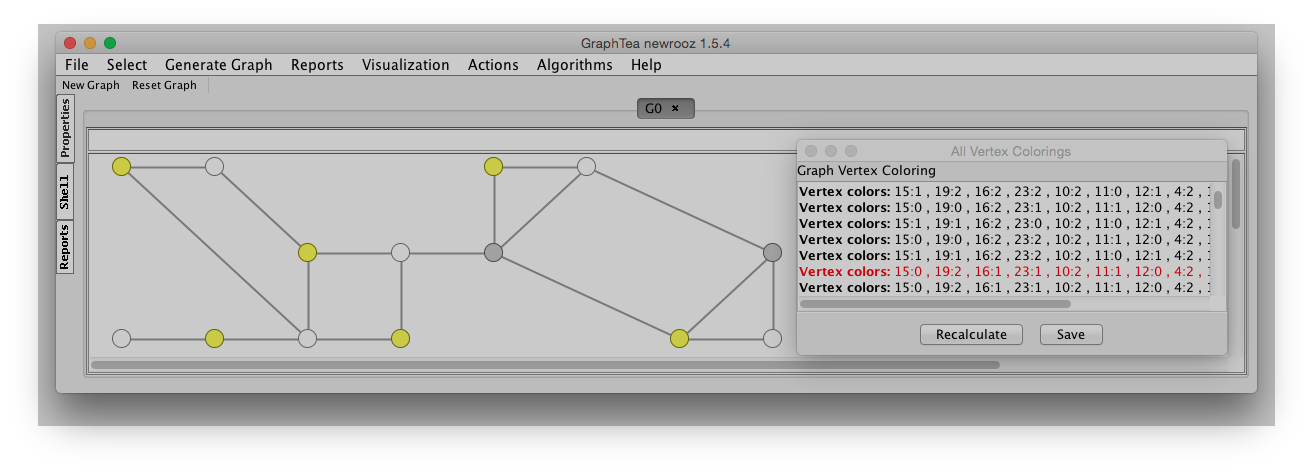 GraphTea newrooz 1.5.4
File Select Generate Graph Reports Visualization Actions Algorithms Help
New Graph Reset Graph
Properties
Shell
Reports
G0 ×
All Vertex Colorings
Graph Vertex Coloring
Vertex colors: 15:1 , 19:2 , 16:2 , 23:2 , 10:2 , 11:0 , 12:1 , 4:2 ,
Vertex colors: 15:0 , 19:0 , 16:2 , 23:1 , 10:2 , 11:1 , 12:0 , 4:2 ,
Vertex colors: 15:1 , 19:1 , 16:2 , 23:0 , 10:2 , 11:0 , 12:1 , 4:2 ,
Vertex colors: 15:0 , 19:0 , 16:2 , 23:2 , 10:2 , 11:1 , 12:0 , 4:2 ,
Vertex colors: 15:1 , 19:1 , 16:2 , 23:2 , 10:2 , 11:0 , 12:1 , 4:2 ,
Vertex colors: 15:0 , 19:2 , 16:1 , 23:1 , 10:2 , 11:1 , 12:0 , 4:2 ,
Vertex colors: 15:0 , 19:2 , 16:1 , 23:1 , 10:2 , 11:1 , 12:0 , 4:2 ,
Recalculate Save